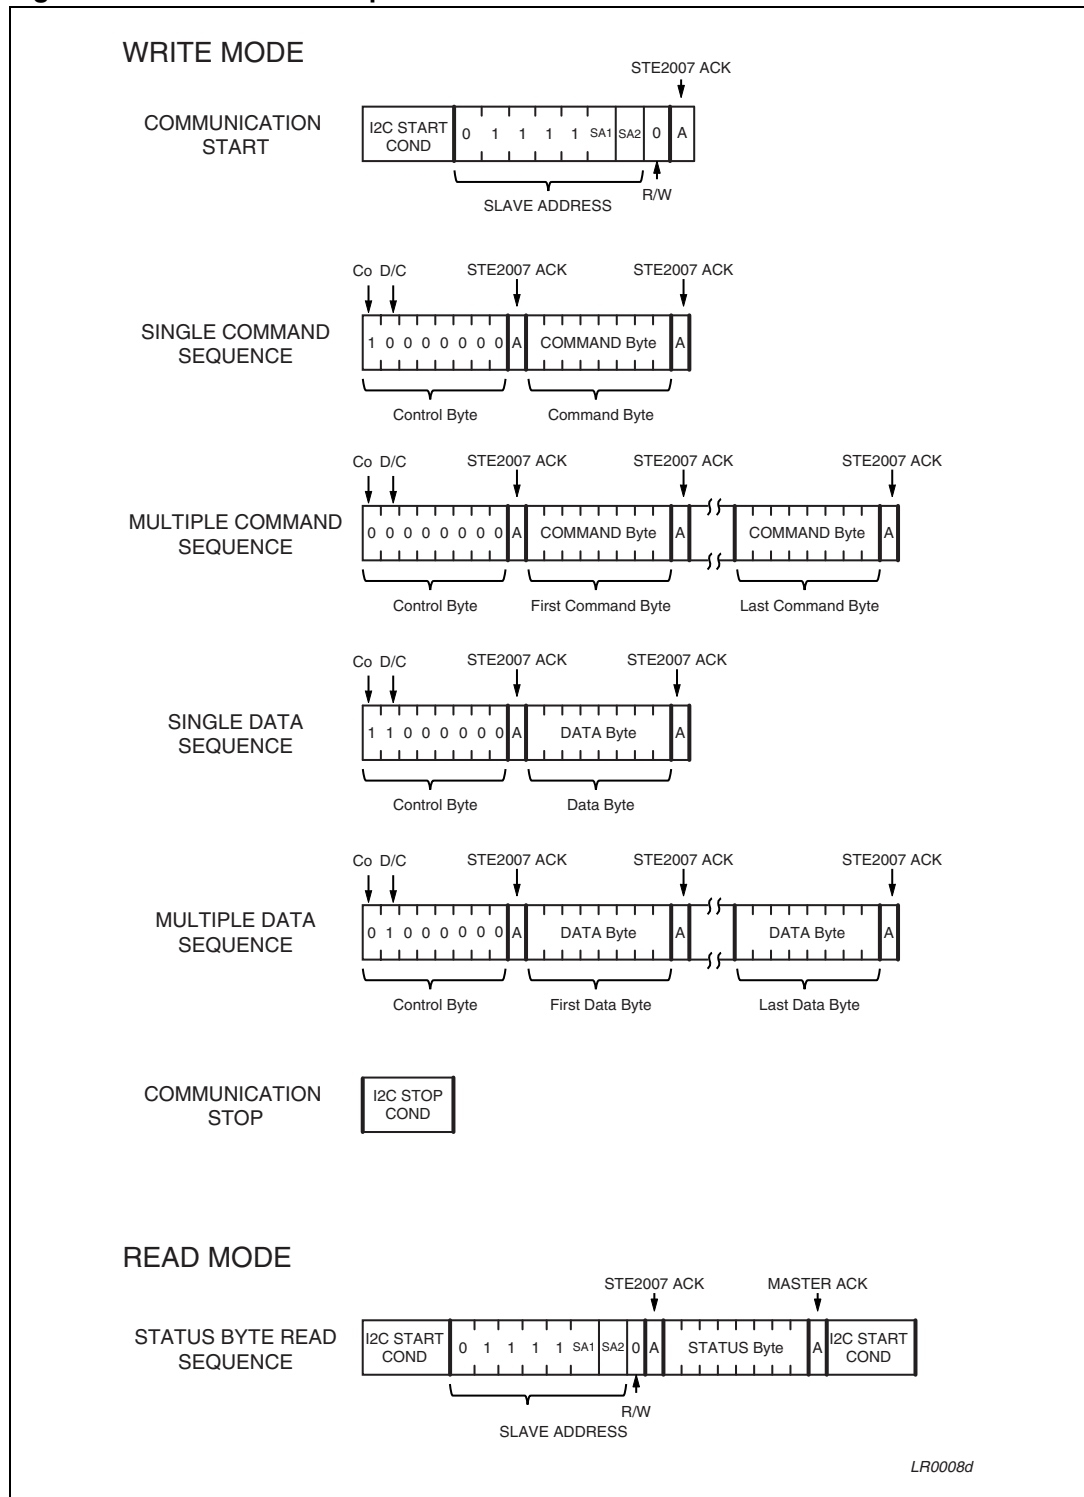 WRITE MODE
STE2007 ACK
COMMUNICATION
START
I2C START
COND
0 1 1 1 1 SA1 SA2 0 A
R/W
SLAVE ADDRESS
Co D/C STE2007 ACK STE2007 ACK
SINGLE COMMAND
SEQUENCE
1 0 0 0 0 0 0 0 A COMMAND Byte A
Control Byte Command Byte
Co D/C STE2007 ACK STE2007 ACK STE2007 ACK
MULTIPLE COMMAND
SEQUENCE
0 0 0 0 0 0 0 0 A COMMAND Byte A COMMAND Byte A
Control Byte First Command Byte Last Command Byte
Co D/C STE2007 ACK STE2007 ACK
SINGLE DATA
SEQUENCE
1 1 0 0 0 0 0 0 A DATA Byte A
Control Byte Data Byte
Co D/C STE2007 ACK STE2007 ACK STE2007 ACK
MULTIPLE DATA
SEQUENCE
0 1 0 0 0 0 0 0 A DATA Byte A DATA Byte A
Control Byte First Data Byte Last Data Byte
COMMUNICATION
STOP
I2C STOP
COND
READ MODE
STE2007 ACK MASTER ACK
STATUS BYTE READ
SEQUENCE
I2C START
COND
0 1 1 1 1 SA1 SA2 0 A STATUS Byte A
I2C START
COND
R/W
SLAVE ADDRESS
LR0008d